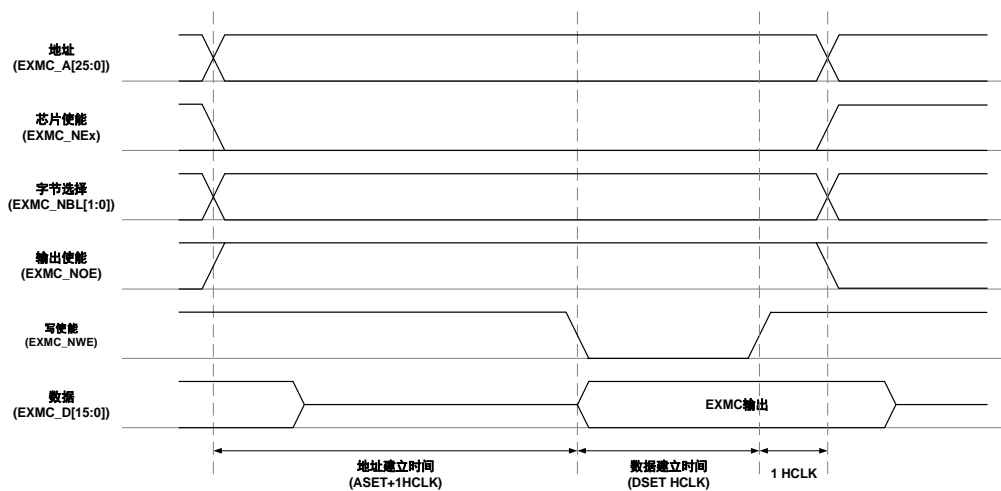 地址
(EXMC_A[25:0])
芯片使能
(EXMC_NEx)
字节选择
(EXMC_NBL[1:0])
输出使能
(EXMC_NOE)
写使能
(EXMC_NWE)
数据
(EXMC_D[15:0])
EXMC输出
地址建立时间
(ASET+1HCLK)
数据建立时间
(DSET HCLK)
1 HCLK